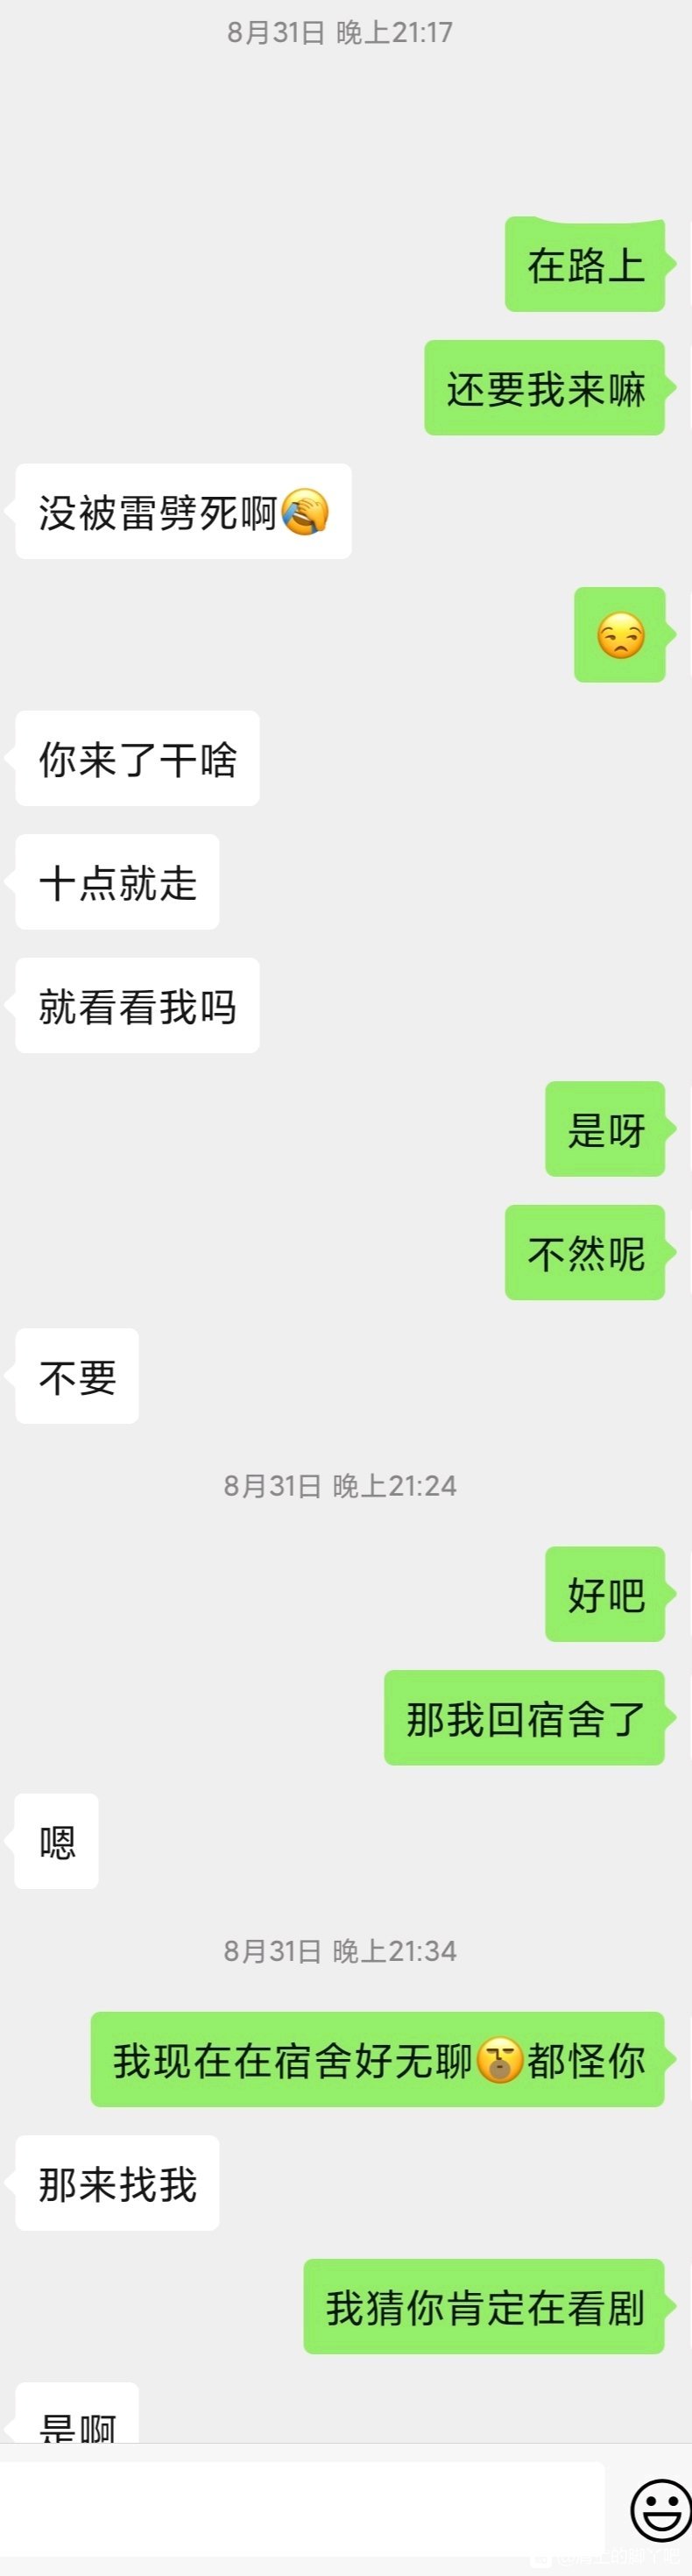 8月31日 晚上21:17
在路上
还要我来嘛
没被雷劈死啊🤦
😒
你来了干啥
十点就走
就看看我吗
是呀
不然呢
不要
8月31日 晚上21:24
好吧
那我回宿舍了
嗯
8月31日 晚上21:34
我现在在宿舍好无聊😪都怪你
那来找我
我猜你肯定在看剧
是啊